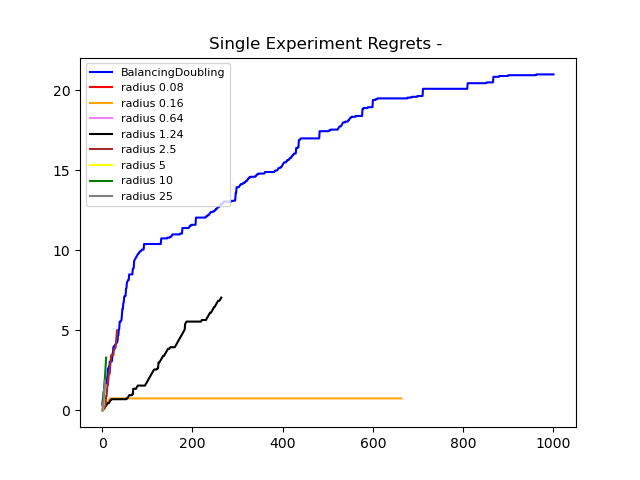 Single Experiment Regrets -
BalancingDoubling
radius 0.08
radius 0.16
radius 0.64
radius 1.24
radius 2.5
radius 5
radius 10
radius 25
20
15
10
5
0
0 200 400 600 800 1000